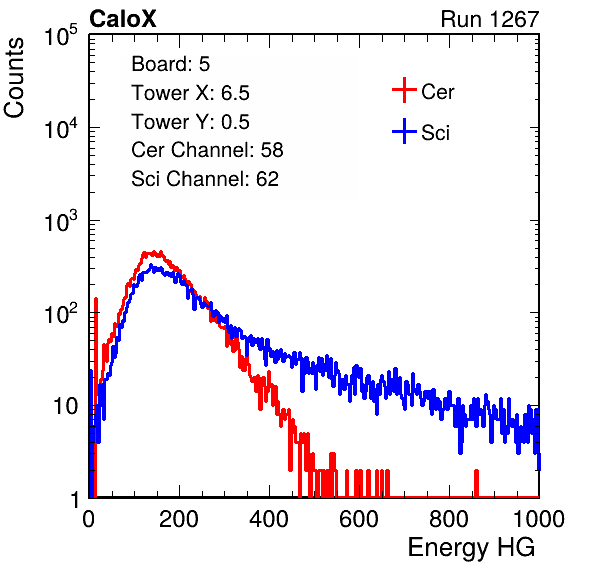 CaloX Run 1267
Counts
10^5
10^4
10^3
10^2
10
1
Board: 5
Tower X: 6.5
Tower Y: 0.5
Cer Channel: 58
Sci Channel: 62
Cer
Sci
0 200 400 600 800 1000
Energy HG